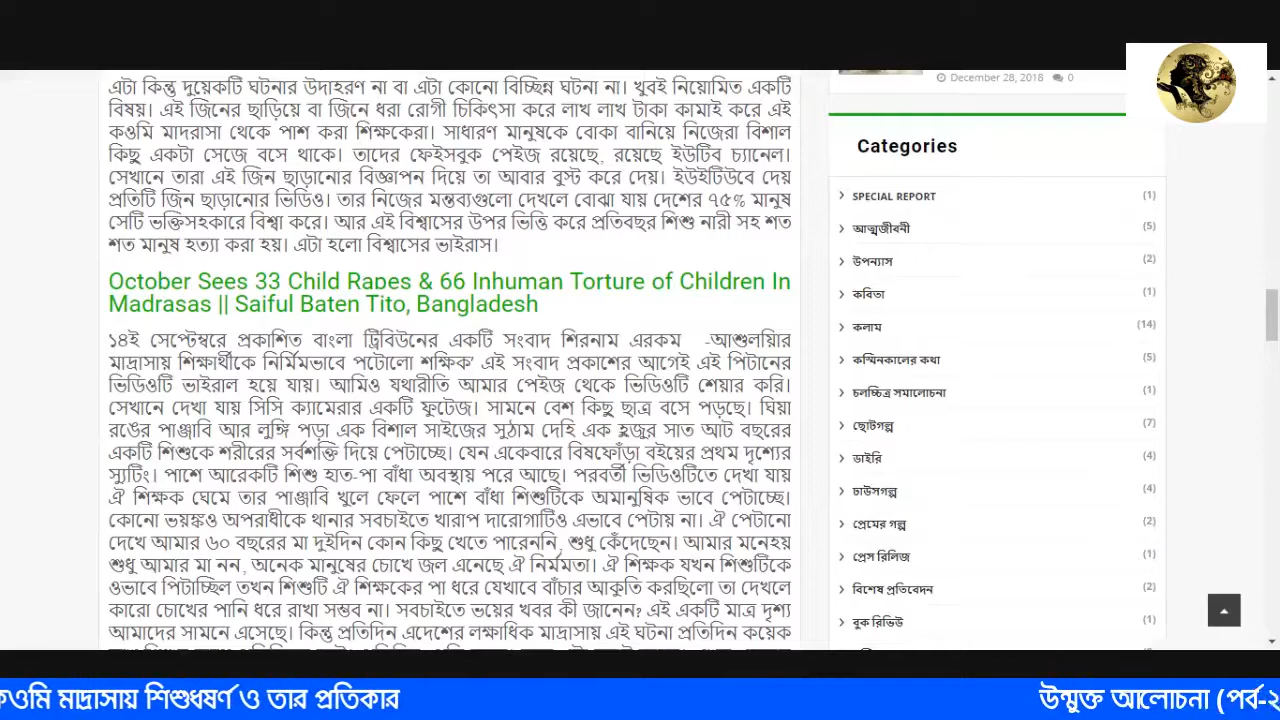 December 28, 2018 0
এটা কিন্তু দুয়েকটি ঘটনার উদাহরণ না বা এটা কোনো বিচ্ছিন্ন ঘটনা না। খুবই নিয়োমিত একটি
বিষয়। এই জিনের ছাড়িয়ে বা জিনে ধরা রোগী চিকিৎসা করে লাখ লাখ টাকা কামাই করে এই
কওমি মাদরাসা থেকে পাশ করা শিক্ষকেরা। সাধারণ মানুষকে বোকা বানিয়ে নিজেরা বিশাল
কিছু একটা সেজে বসে থাকে। তাদের ফেইসবুক পেইজ রয়েছে, রয়েছে ইউটিব চ্যানেল।
সেখানে তারা এই জিন ছাড়ানোর বিজ্ঞাপন দিয়ে তা আবার বুস্ট করে দেয়। ইউইটিউবে দেয়
প্রতিটি জিন ছাড়ানোর ভিডিও। তার নিজের মন্তব্যগুলো দেখলে বোঝা যায় দেশের ৭৫% মানুষ
সেটি ভক্তিসহকারে বিশ্বা করে। আর এই বিশ্বাসের উপর ভিত্তি করে প্রতিবছর শিশু নারী সহ শত
শত মানুষ হত্যা করা হয়। এটা হলো বিশ্বাসের ভাইরাস।
October Sees 33 Child Rapes & 66 Inhuman Torture of Children In
Madrasas || Saiful Baten Tito, Bangladesh
১৪ই সেপ্টেম্বরে প্রকাশিত বাংলা ট্রিবিউনের একটি সংবাদ শিরনাম এরকম -আশুলয়িার
মাদ্রাসায় শিক্ষার্থীকে নির্মিমভাবে পটোলো শক্ষিক’ এই সংবাদ প্রকাশের আগেই এই পিটানের
ভিডিওটি ভাইরাল হয়ে যায়। আমিও যথারীতি আমার পেইজ থেকে ভিডিওটি শেয়ার করি।
সেখানে দেখা যায় সিসি ক্যামেরার একটি ফুটেজ। সামনে বেশ কিছু ছাত্র বসে পড়ছে। ঘিয়া
রঙের পাঞ্জাবি আর লুঙ্গি পড়া এক বিশাল সাইজের সুঠাম দেহি এক হুজুর সাত আট বছরের
একটি শিশুকে শরীরের সর্বশক্তি দিয়ে পেটাচ্ছে। যেন একেবারে বিষফোঁড়া বইয়ের প্রথম দৃশ্যের
স্যুটিং। পাশে আরেকটি শিশু হাত-পা বাঁধা অবস্থায় পরে আছে। পরবর্তী ভিডিওটিতে দেখা যায়
ঐ শিক্ষক ঘেমে তার পাঞ্জাবি খুলে ফেলে পাশে বাঁধা শিশুটিকে অমানুষিক ভাবে পেটাচ্ছে।
কোনো ভয়ঙ্কও অপরাধীকে থানার সবচাইতে খারাপ দারোগাটিও এভাবে পেটায় না। ঐ পেটানো
দেখে আমার ৬০ বছরের মা দুইদিন কোন কিছু খেতে পারেননি, শুধু কেঁদেছেন। আমার মনেহয়
শুধু আমার মা নন, অনেক মানুষের চোখে জল এনেছে ঐ নির্মমতা। ঐ শিক্ষক যখন শিশুটিকে
ওভাবে পিটাচ্ছিল তখন শিশুটি ঐ শিক্ষকের পা ধরে যেখাবে বাঁচার আকুতি করছিলো তা দেখলে
কারো চোখের পানি ধরে রাখা সম্ভব না। সবচাইতে ভয়ের খবর কী জানেন? এই একটি মাত্র দৃশ্য
আমাদের সামনে এসেছে। কিন্তু প্রতিদিন এদেশের লক্ষাধিক মাদ্রাসায় এই ঘটনা প্রতিদিন কয়েক
Categories
SPECIAL REPORT (1)
আত্মজীবনী (5)
উপন্যাস (2)
কবিতা (1)
কলাম (14)
কস্মিনকালের কথা (5)
চলচ্চিত্র সমালোচনা (1)
ছোটগল্প (7)
ডাইরি (4)
ঢাউসগল্প (4)
প্রেমের গল্প (2)
প্রেস রিলিজ (1)
বিশেষ প্রতিবেদন (2)
বুক রিভিউ (1)
কওমি মাদ্রাসায় শিশুধর্ষণ ও তার প্রতিকার
উন্মুক্ত আলোচনা (পর্ব-২